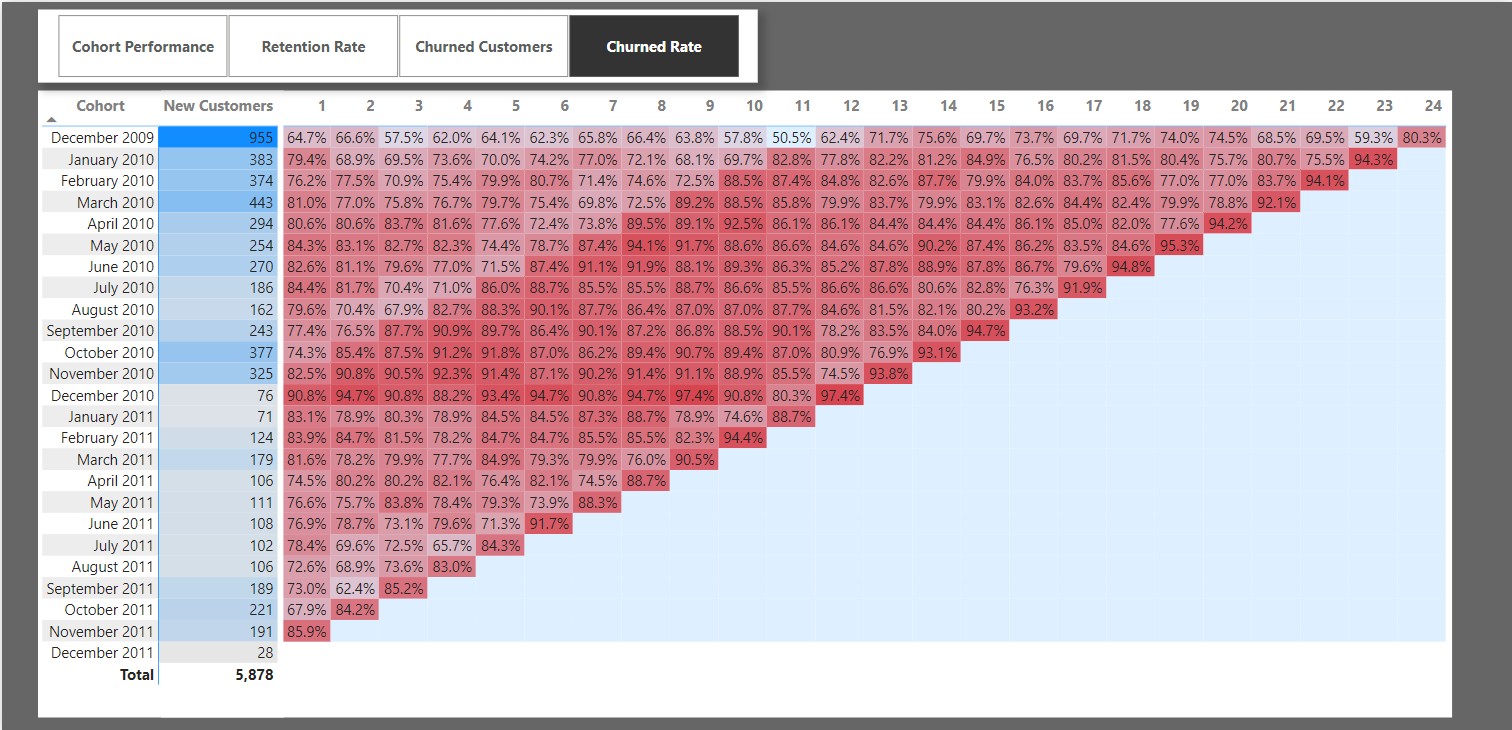 Cohort Performance Retention Rate Churned Customers Churned Rate
Cohort New Customers 1 2 3 4 5 6 7 8 9 10 11 12 13 14 15 16 17 18 19 20 21 22 23 24
December 2009 955 64.7% 66.6% 57.5% 62.0% 64.1% 62.3% 65.8% 66.4% 63.8% 57.8% 50.5% 62.4% 71.7% 75.6% 69.7% 73.7% 69.7% 71.7% 74.0% 74.5% 68.5% 69.5% 59.3% 80.3%
January 2010 383 79.4% 68.9% 69.5% 73.6% 70.0% 74.2% 77.0% 72.1% 68.1% 69.7% 82.8% 77.8% 82.2% 81.2% 84.9% 76.5% 80.2% 81.5% 80.4% 75.7% 80.7% 75.5% 94.3%
February 2010 374 76.2% 77.5% 70.9% 75.4% 79.9% 80.7% 71.4% 74.6% 72.5% 88.5% 87.4% 84.8% 82.6% 87.7% 79.9% 84.0% 83.7% 85.6% 77.0% 77.0% 83.7% 94.1%
March 2010 443 81.0% 77.0% 75.8% 76.7% 79.7% 75.4% 69.8% 72.5% 89.2% 88.5% 85.8% 79.9% 83.7% 79.9% 83.1% 82.6% 84.4% 82.4% 79.9% 78.8% 92.1%
April 2010 294 80.6% 80.6% 83.7% 81.6% 77.6% 72.4% 73.8% 89.5% 89.1% 92.5% 86.1% 86.1% 84.4% 84.4% 84.4% 86.1% 85.0% 82.0% 77.6% 94.2%
May 2010 254 84.3% 83.1% 82.7% 82.3% 74.4% 78.7% 87.4% 94.1% 91.7% 88.6% 86.6% 84.6% 84.6% 90.2% 87.4% 86.2% 83.5% 84.6% 95.3%
June 2010 270 82.6% 81.1% 79.6% 77.0% 71.5% 87.4% 91.1% 91.9% 88.1% 89.3% 86.3% 85.2% 87.8% 88.9% 87.8% 86.7% 79.6% 94.8%
July 2010 186 84.4% 81.7% 70.4% 71.0% 86.0% 88.7% 85.5% 85.5% 88.7% 86.6% 85.5% 86.6% 86.6% 80.6% 82.8% 76.3% 91.9%
August 2010 162 79.6% 70.4% 67.9% 82.7% 88.3% 90.1% 87.7% 86.4% 87.0% 87.0% 87.7% 84.6% 81.5% 82.1% 80.2% 93.2%
September 2010 243 77.4% 76.5% 87.7% 90.9% 89.7% 86.4% 90.1% 87.2% 86.8% 88.5% 90.1% 78.2% 83.5% 84.0% 94.7%
October 2010 377 74.3% 85.4% 87.5% 91.2% 91.8% 87.0% 86.2% 89.4% 90.7% 89.4% 87.0% 80.9% 76.9% 93.1%
November 2010 325 82.5% 90.8% 90.5% 92.3% 91.4% 87.1% 90.2% 91.4% 91.1% 88.9% 85.5% 74.5% 93.8%
December 2010 76 90.8% 94.7% 90.8% 88.2% 93.4% 94.7% 90.8% 94.7% 97.4% 90.8% 80.3% 97.4%
January 2011 71 83.1% 78.9% 80.3% 78.9% 84.5% 84.5% 87.3% 88.7% 78.9% 74.6% 88.7%
February 2011 124 83.9% 84.7% 81.5% 78.2% 84.7% 84.7% 85.5% 85.5% 82.3% 94.4%
March 2011 179 81.6% 78.2% 79.9% 77.7% 84.9% 79.3% 79.9% 76.0% 90.5%
April 2011 106 74.5% 80.2% 80.2% 82.1% 76.4% 82.1% 74.5% 88.7%
May 2011 111 76.6% 75.7% 83.8% 78.4% 79.3% 73.9% 88.3%
June 2011 108 76.9% 78.7% 73.1% 79.6% 71.3% 91.7%
July 2011 102 78.4% 69.6% 72.5% 65.7% 84.3%
August 2011 106 72.6% 68.9% 73.6% 83.0%
September 2011 189 73.0% 62.4% 85.2%
October 2011 221 67.9% 84.2%
November 2011 191 85.9%
December 2011 28
Total 5,878